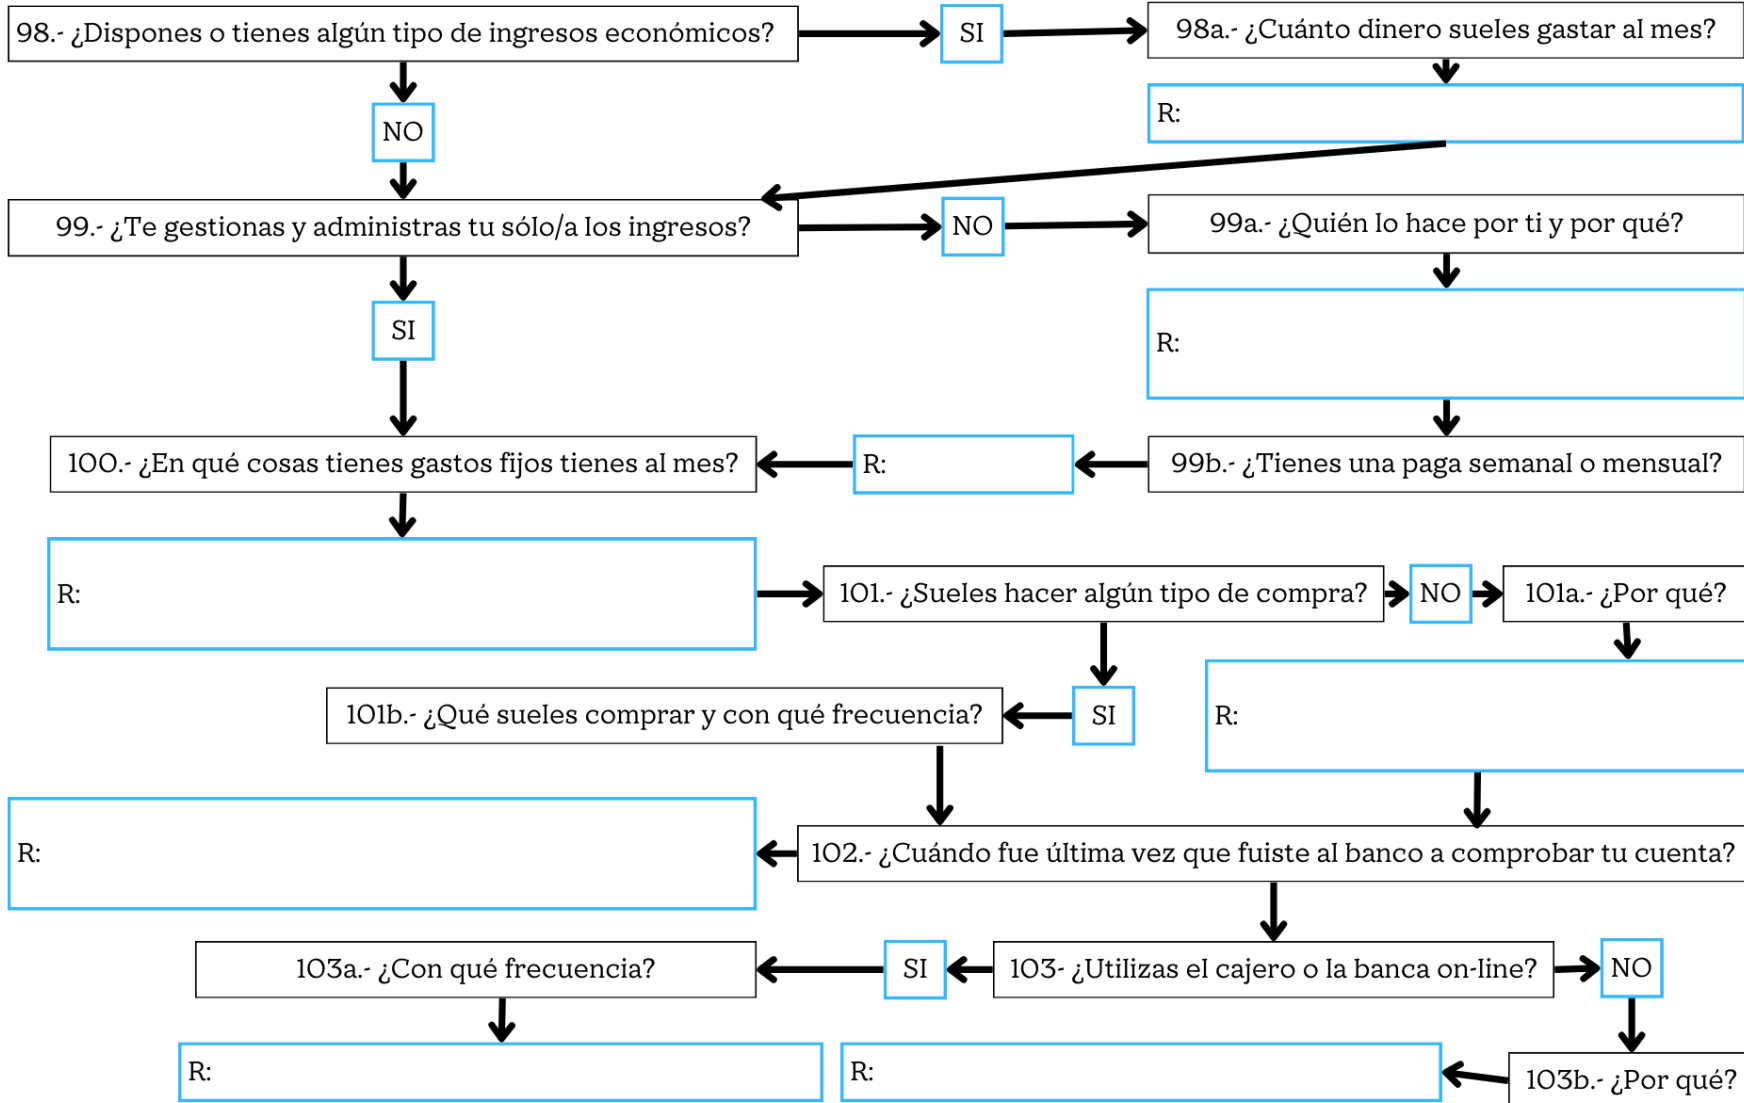 98.- ¿Dispones o tienes algún tipo de ingresos económicos?
SI
98a.- ¿Cuánto dinero sueles gastar al mes?
R:
NO
99.- ¿Te gestionas y administras tu sólo/a los ingresos?
NO
99a.- ¿Quién lo hace por ti y por qué?
R:
SI
99b.- ¿Tienes una paga semanal o mensual?
R:
100.- ¿En qué cosas tienes gastos fijos tienes al mes?
R:
101.- ¿Sueles hacer algún tipo de compra?
NO
101a.- ¿Por qué?
R:
SI
101b.- ¿Qué sueles comprar y con qué frecuencia?
102.- ¿Cuándo fue última vez que fuiste al banco a comprobar tu cuenta?
R:
103- ¿Utilizas el cajero o la banca on-line?
SI
103a.- ¿Con qué frecuencia?
R:
NO
103b.- ¿Por qué?
R: